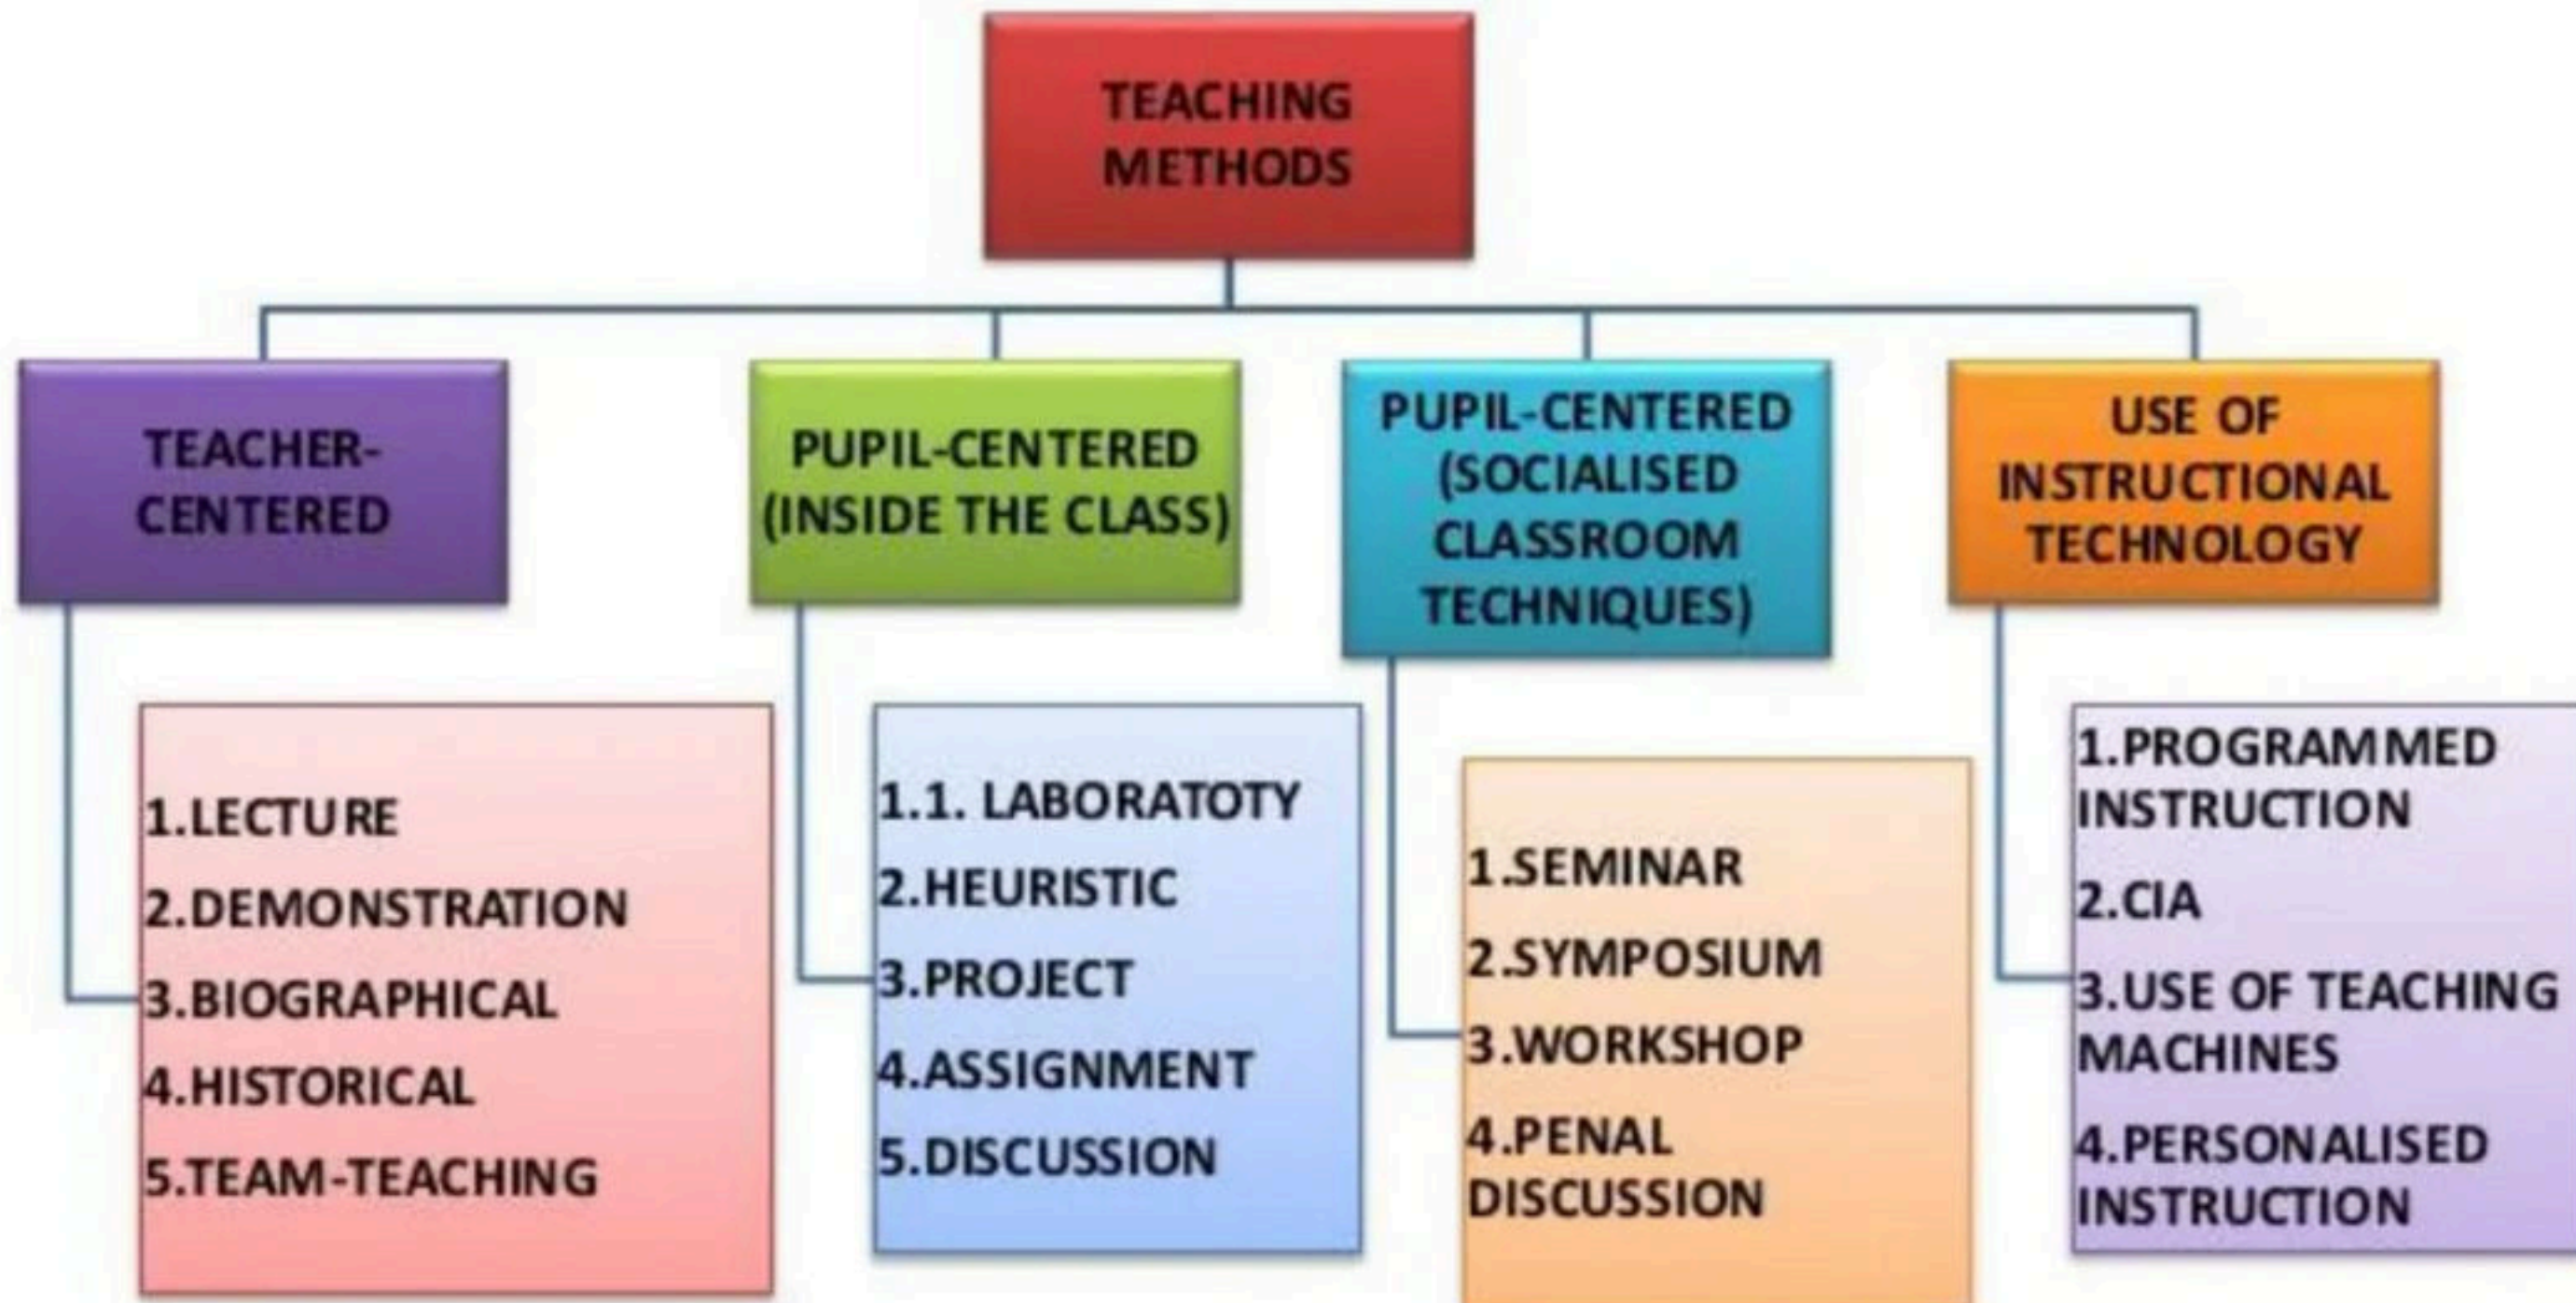 TEACHING
METHODS
TEACHER-
CENTERED
PUPIL-CENTERED
(INSIDE THE CLASS)
PUPIL-CENTERED
(SOCIALISED
CLASSROOM
TECHNIQUES)
USE OF
INSTRUCTIONAL
TECHNOLOGY
1.LECTURE
2.DEMONSTRATION
3.BIOGRAPHICAL
4.HISTORICAL
5.TEAM-TEACHING
1.1. LABORATOTY
2.HEURISTIC
3.PROJECT
4.ASSIGNMENT
5.DISCUSSION
1.SEMINAR
2.SYMPOSIUM
3.WORKSHOP
4.PENAL
DISCUSSION
1.PROGRAMMED
INSTRUCTION
2.CIA
3.USE OF TEACHING
MACHINES
4.PERSONALISED
INSTRUCTION